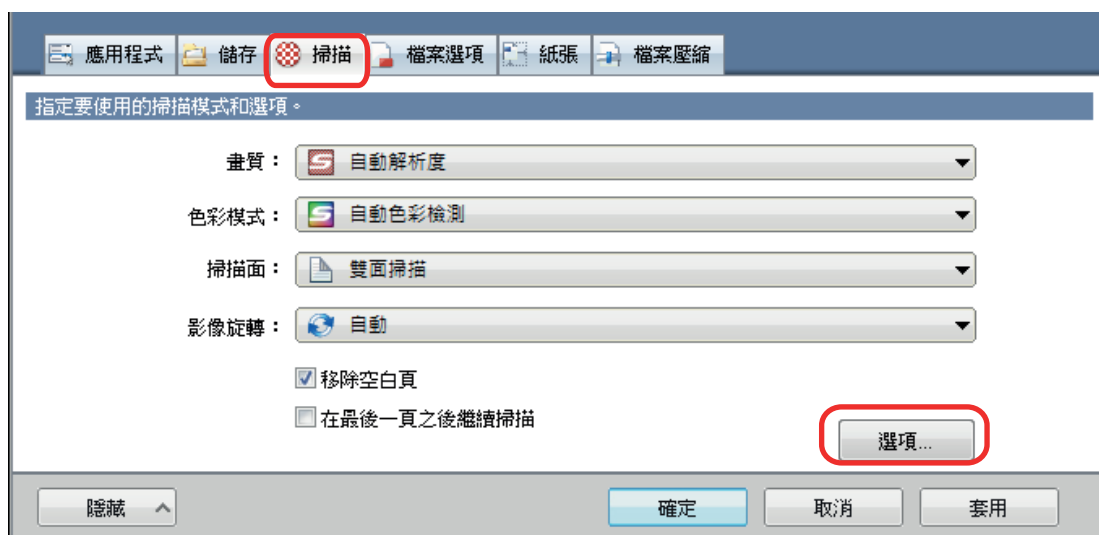 應用程式 儲存 掃描 檔案選項 紙張 檔案壓縮
指定要使用的掃描模式和選項。
畫質： 自動解析度
色彩模式： 自動色彩檢測
掃描面： 雙面掃描
影像旋轉： 自動
移除空白頁
在最後一頁之後繼續掃描
選項...
隱藏 確定 取消 套用